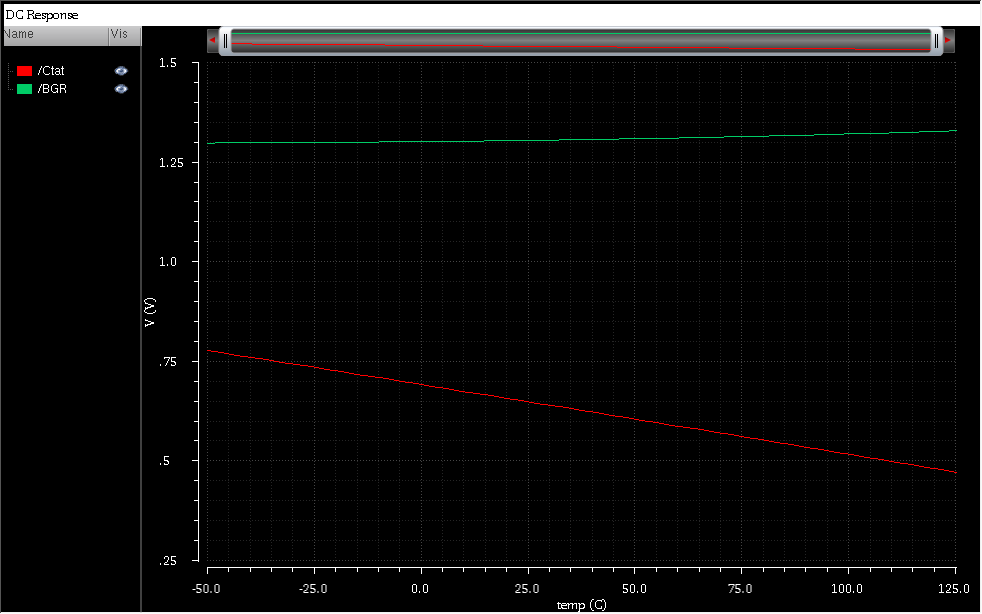 DC Response
Name Vis
/Ctat
/BGR
1.5
1.25
1.0
.75
.5
.25
V (V)
-50.0 -25.0 0.0 25.0 50.0 75.0 100.0 125.0
temp (C)